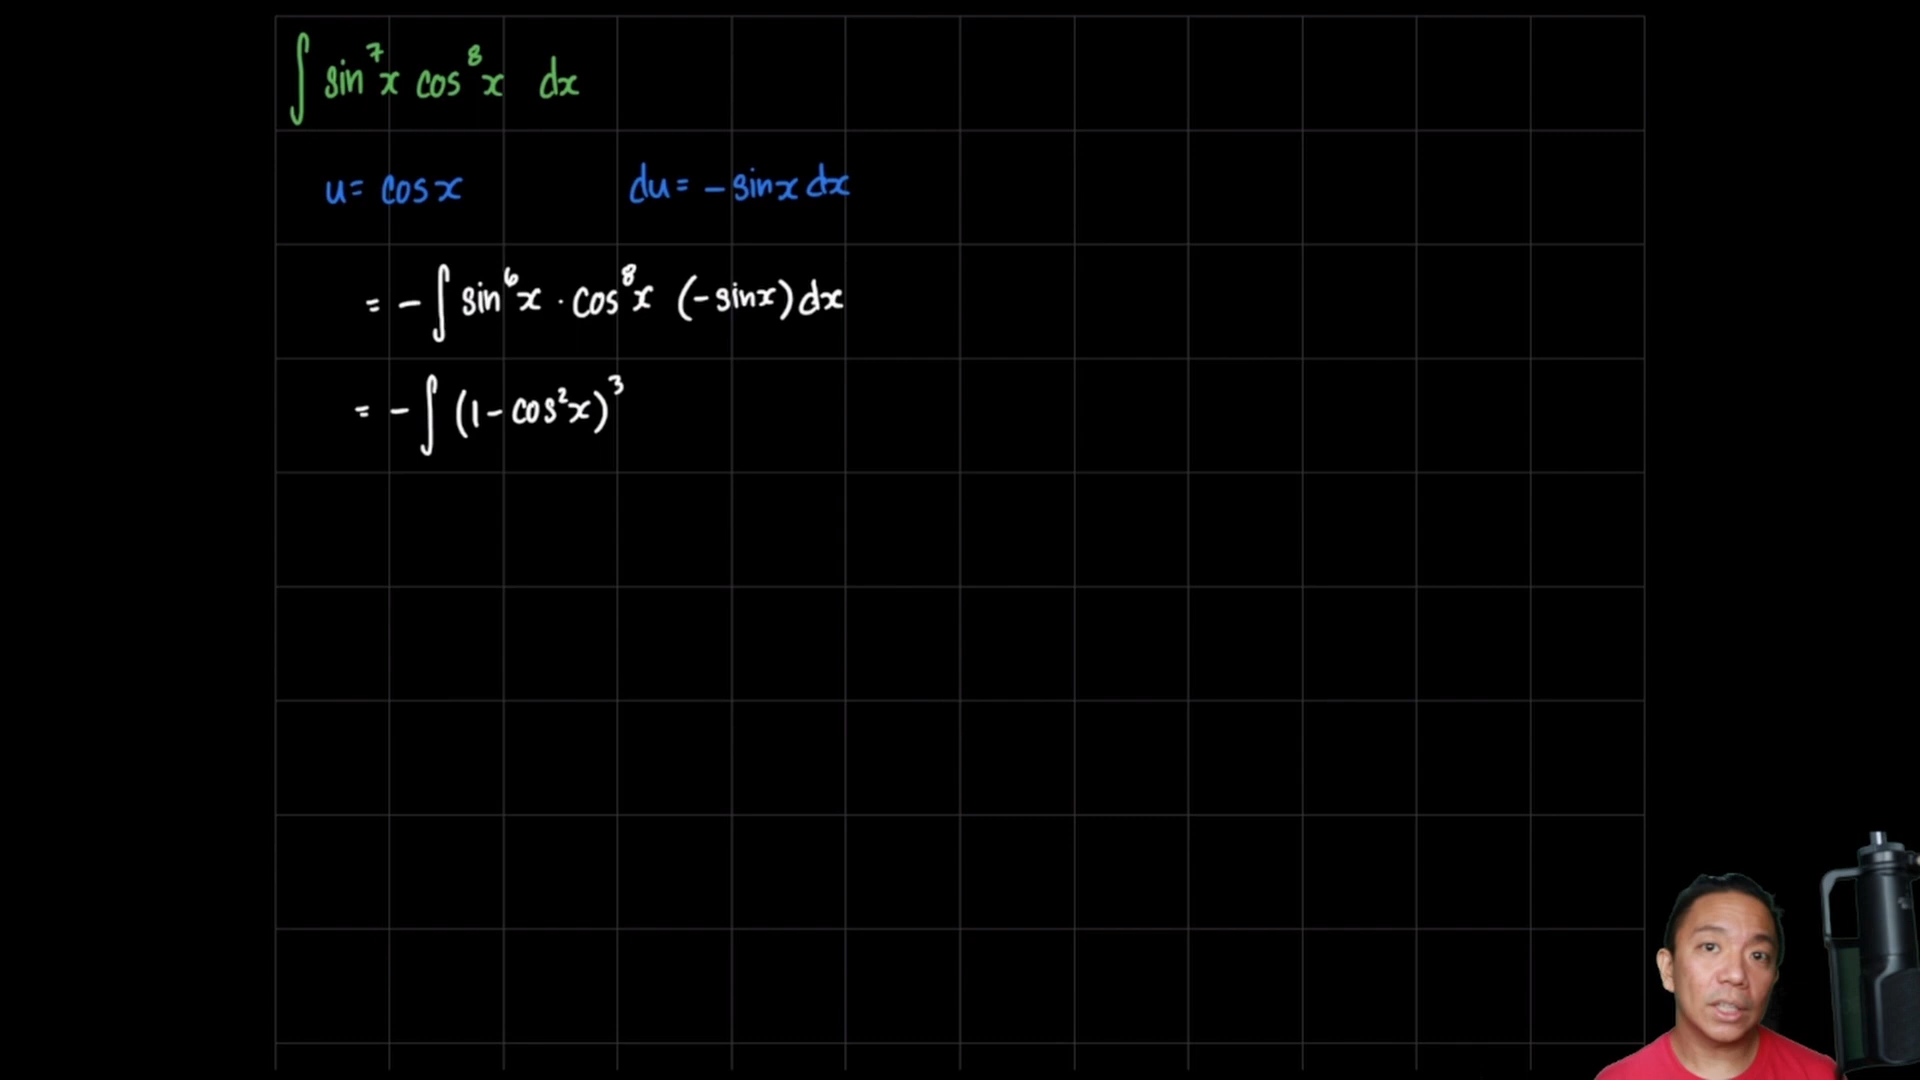 ∫ sin⁷x cos⁸x dx
u = cos x du = − sin x dx
= − ∫ sin⁶x · cos⁸x (− sin x) dx
= − ∫ (1 − cos²x)³